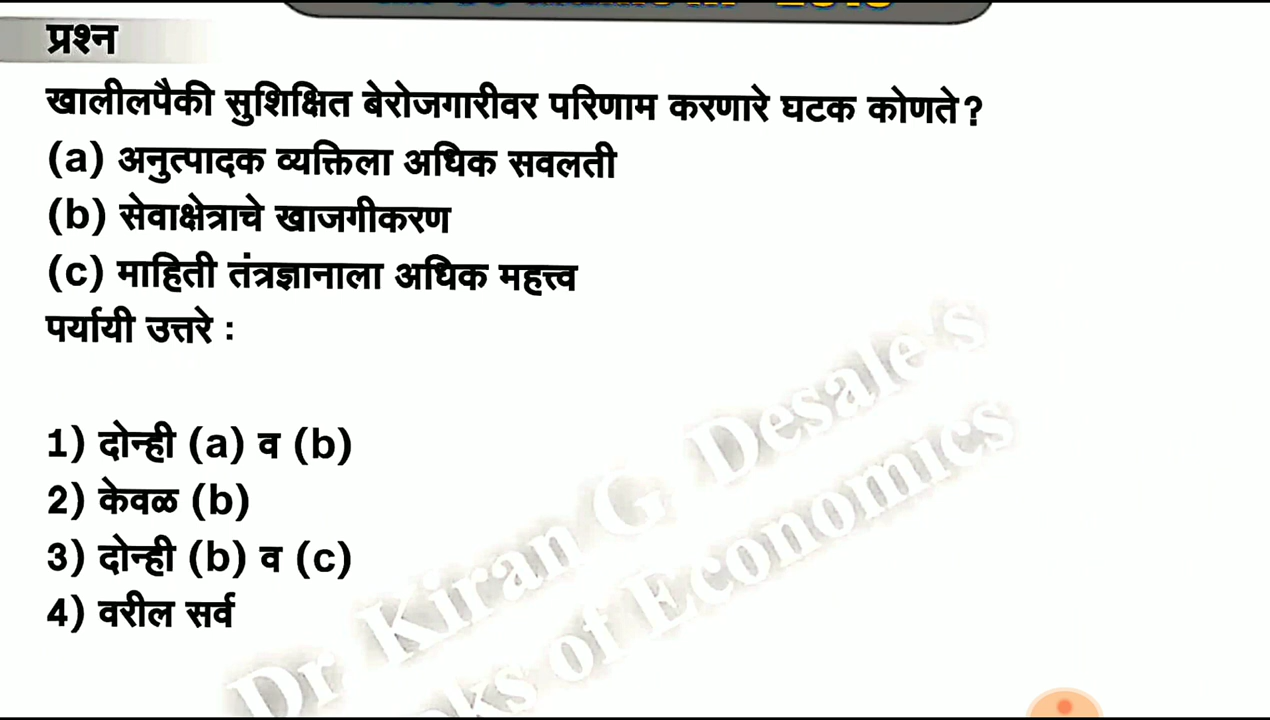 प्रश्न
खालीलपैकी सुशिक्षित बेरोजगारीवर परिणाम करणारे घटक कोणते?
(a) अनुत्पादक व्यक्तिला अधिक सवलती
(b) सेवाक्षेत्राचे खाजगीकरण
(c) माहिती तंत्रज्ञानाला अधिक महत्त्व
पर्यायी उत्तरे :
1) दोन्ही (a) व (b)
2) केवळ (b)
3) दोन्ही (b) व (c)
4) वरील सर्व
Dr Kiran G Desale's
of Economics